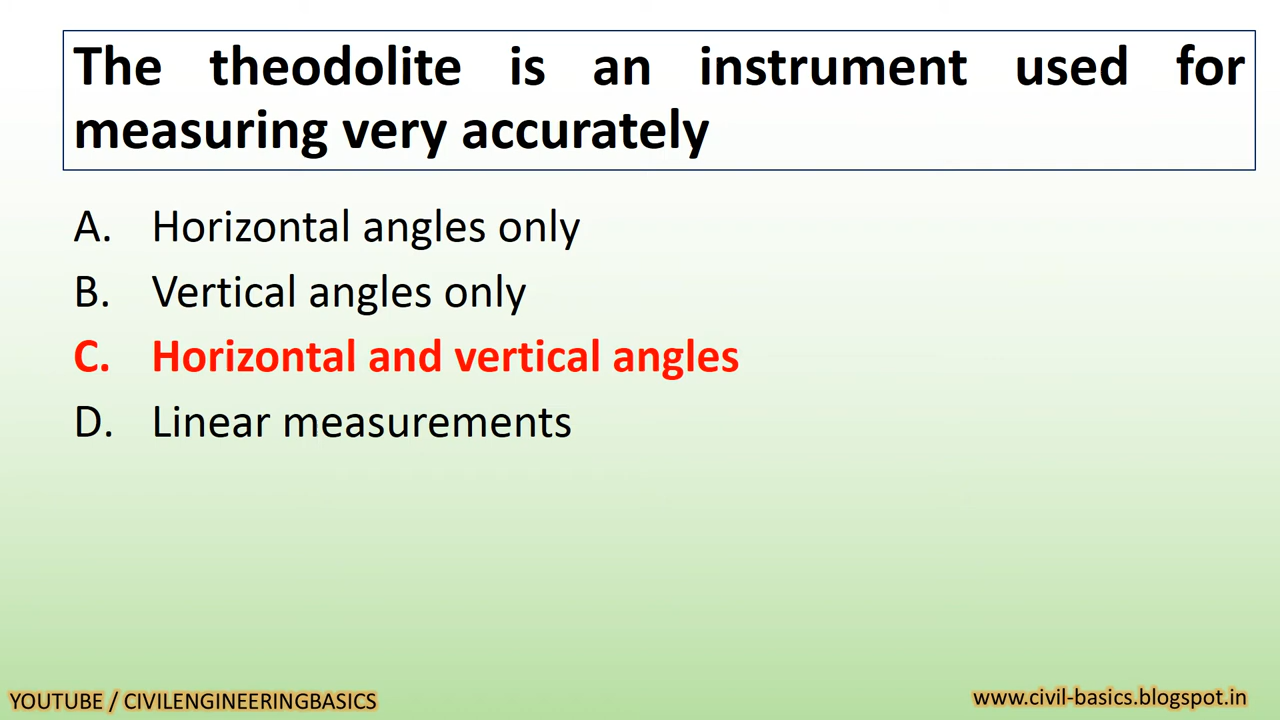 The theodolite is an instrument used for
measuring very accurately
A. Horizontal angles only
B. Vertical angles only
C. Horizontal and vertical angles
D. Linear measurements
YOUTUBE / CIVILENGINEERINGBASICS
www.civil-basics.blogspot.in